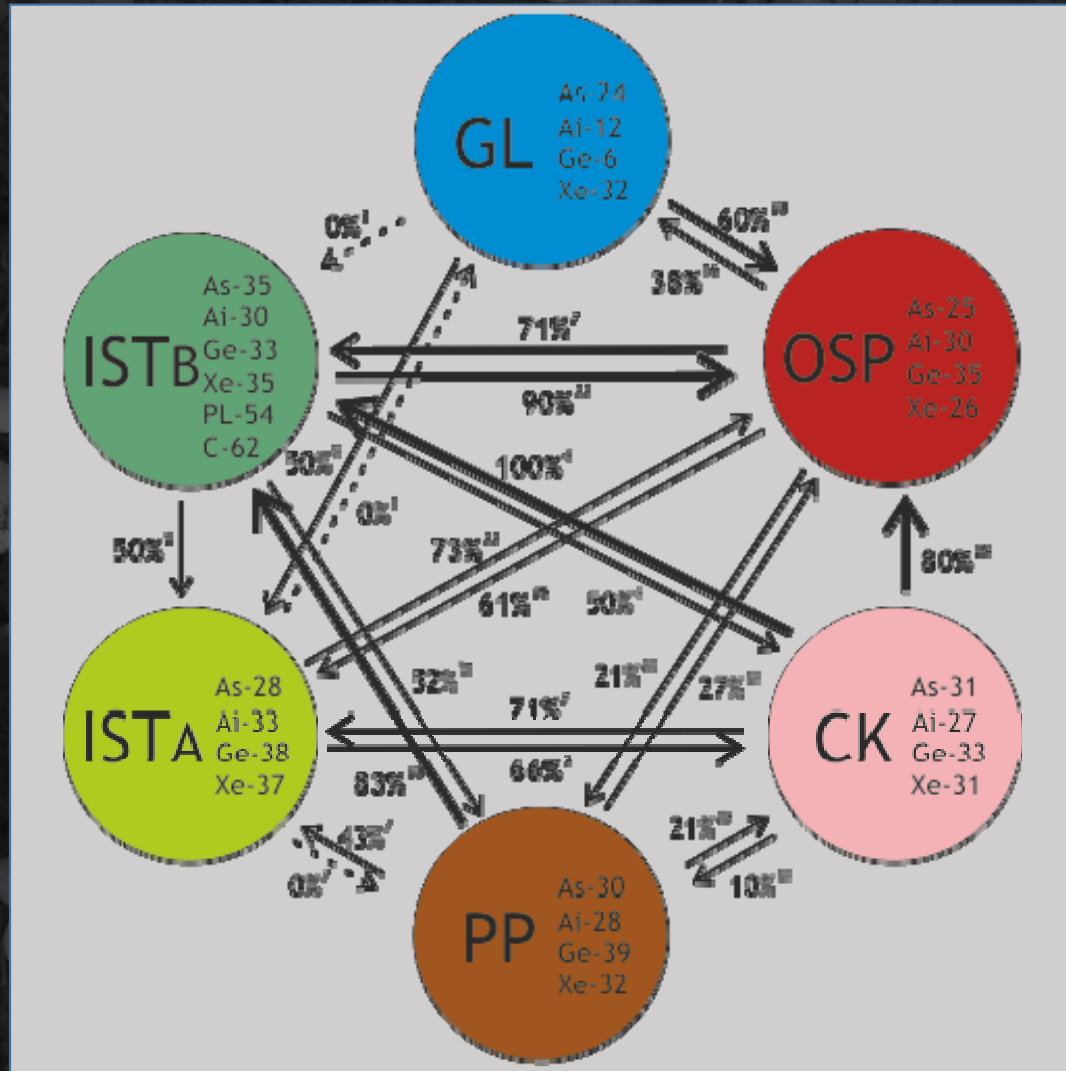 GL
As-24
Ai-12
Ge-6
Xe-32
0%
60%
38%
ISTB
As-35
Ai-30
Ge-33
Xe-35
PL-54
C-62
OSP
As-25
Ai-30
Ge-35
Xe-26
71%
90%
50%
100%
0%
50%
73%
61%
50%
80%
ISTA
As-28
Ai-33
Ge-38
Xe-37
21%
27%
71%
66%
83%
CK
As-31
Ai-27
Ge-33
Xe-31
43%
0%
21%
10%
PP
As-30
Ai-28
Ge-39
Xe-32